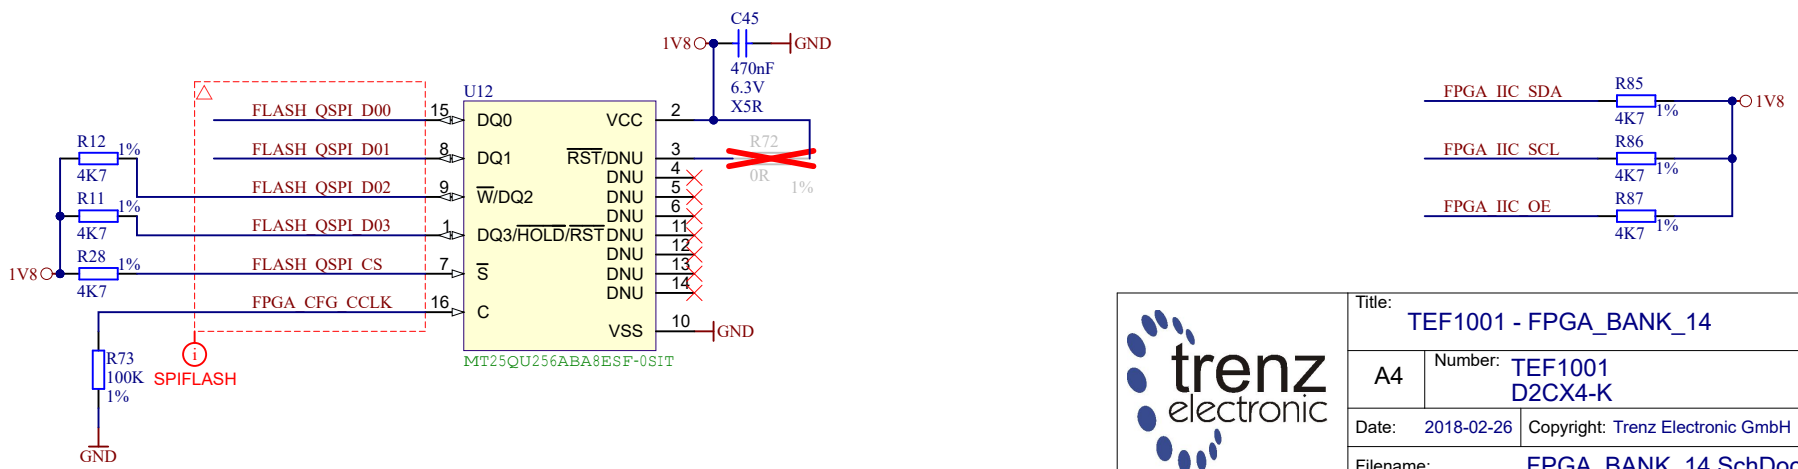 C45
1V8
GND
470nF
6.3V
X5R
U12
FLASH_QSPI_D00
15
DQ0
VCC
2
R72
0R
1%
R12
1%
4K7
FLASH_QSPI_D01
8
DQ1
RST/DNU
3
DNU
4
FLASH_QSPI_D02
9
W/DQ2
DNU
5
R11
1%
4K7
DNU
6
FLASH_QSPI_D03
1
DQ3/HOLD/RST
DNU
11
DNU
12
1V8
R28
1%
4K7
FLASH_QSPI_CS
7
S
DNU
13
DNU
14
FPGA_CFG_CCLK
16
C
VSS
10
GND
MT25QU256ABA8ESF-0SIT
R73
100K
1%
SPIFLASH
i
GND
FPGA_IIC_SDA
R85
1%
4K7
1V8
FPGA_IIC_SCL
R86
1%
4K7
FPGA_IIC_OE
R87
1%
4K7
trenz
electronic
Title:
TEF1001 - FPGA_BANK_14
A4
Number: TEF1001
D2CX4-K
Date: 2018-02-26
Copyright: Trenz Electronic GmbH
Filename: FPGA_BANK_14.SchDoc